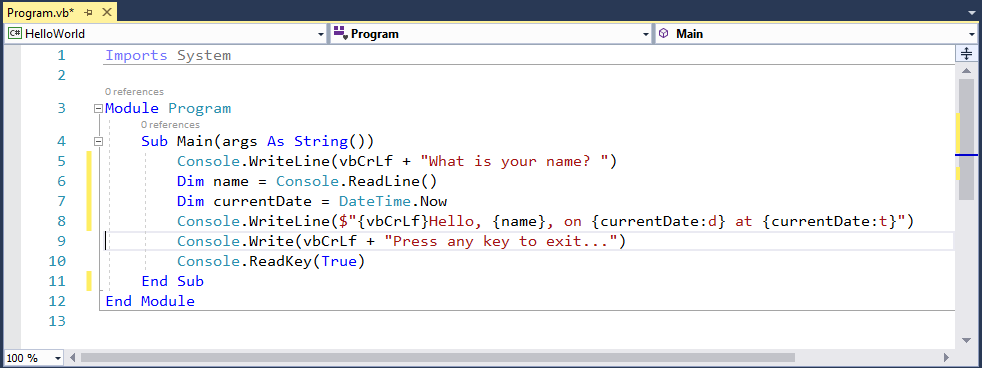 Program.vb*
C# HelloWorld Program Main
1 Imports System
2
0 references
3 Module Program
0 references
4 Sub Main(args As String())
5 Console.WriteLine(vbCrLf + "What is your name? ")
6 Dim name = Console.ReadLine()
7 Dim currentDate = DateTime.Now
8 Console.WriteLine($"{vbCrLf}Hello, {name}, on {currentDate:d} at {currentDate:t}")
9 Console.Write(vbCrLf + "Press any key to exit...")
10 Console.ReadKey(True)
11 End Sub
12 End Module
13
100 %